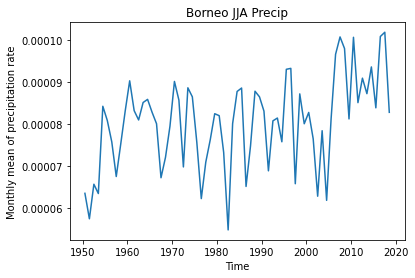 Borneo JJA Precip
Monthly mean of precipitation rate
0.00010
0.00009
0.00008
0.00007
0.00006
1950 1960 1970 1980 1990 2000 2010 2020
Time